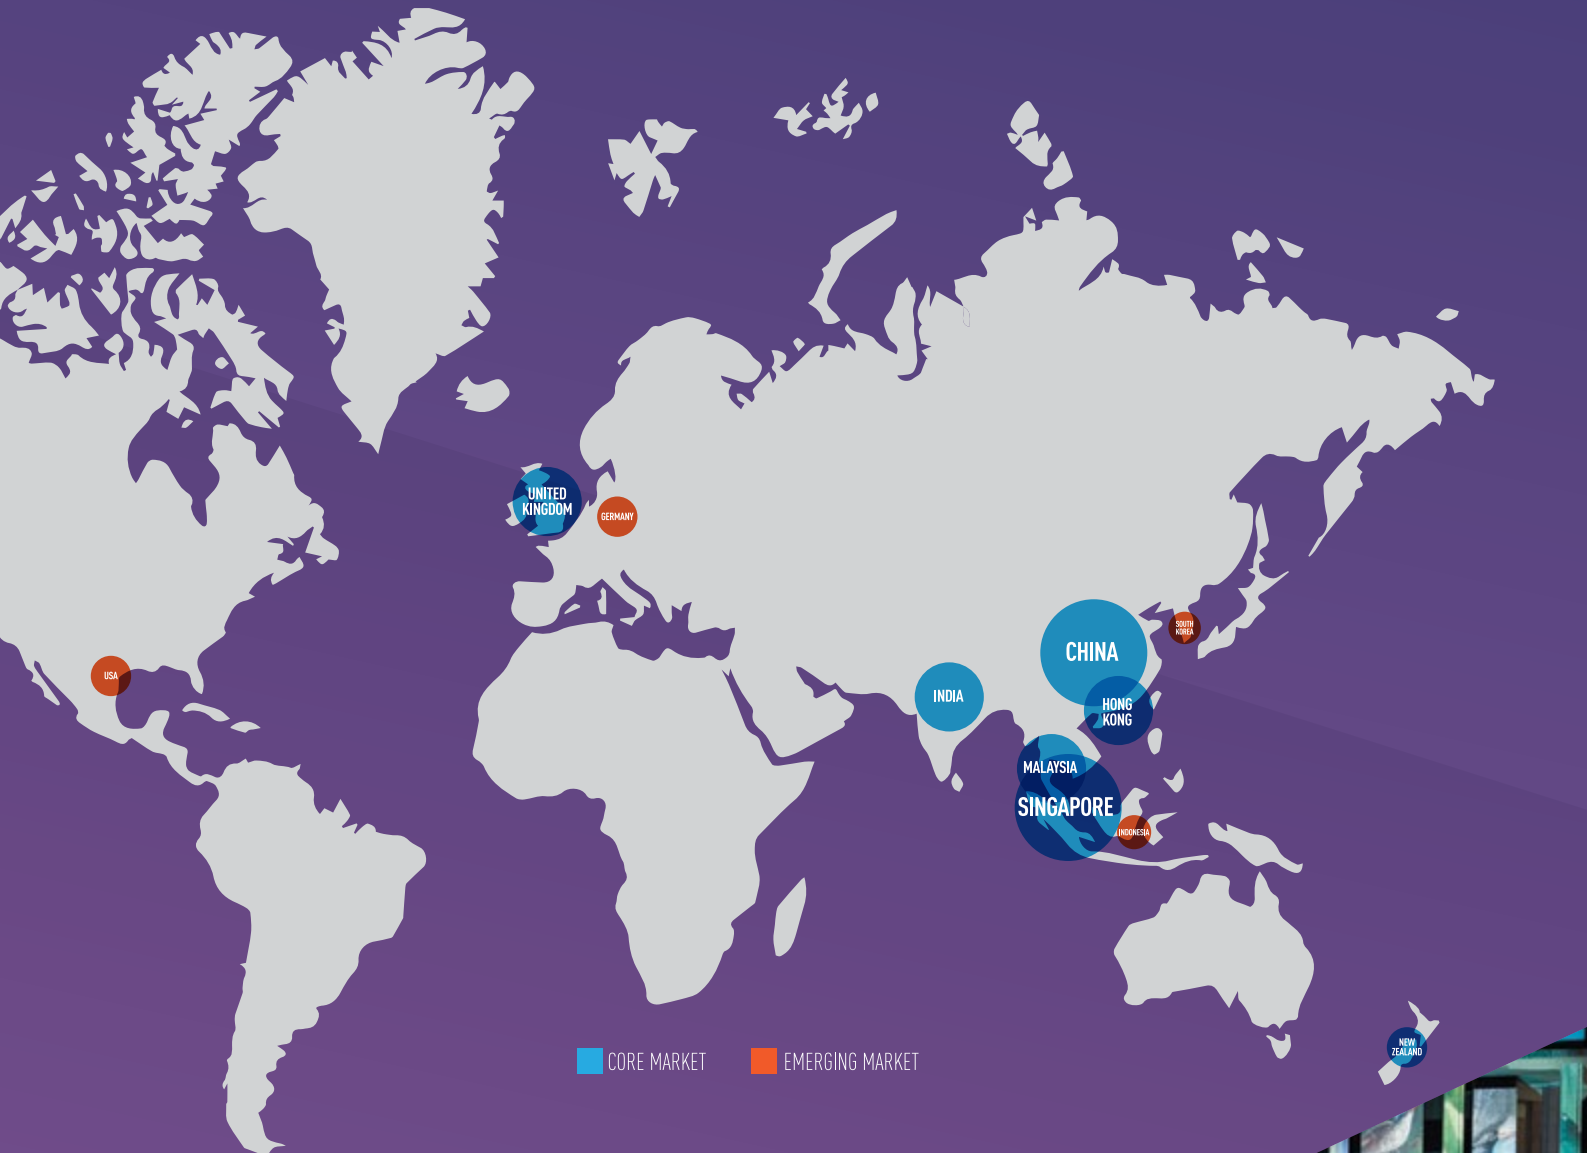 UNITED
KINGDOM
GERMANY
USA
SOUTH
KOREA
CHINA
INDIA
HONG
KONG
MALAYSIA
SINGAPORE
INDONESIA
NEW
ZEALAND
CORE MARKET
EMERGING MARKET